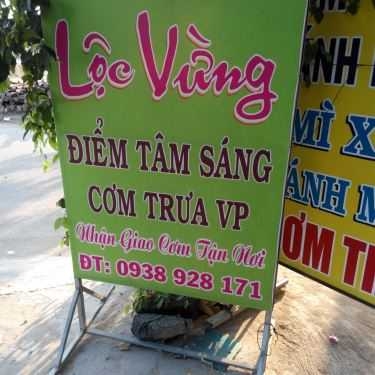 Lộc Vừng
ĐIỂM TÂM SÁNG
CƠM TRƯA VP
Nhận Giao Cơm Tận Nơi
ĐT: 0938 928 171
MÌ X
ÁNH M
ƠM T